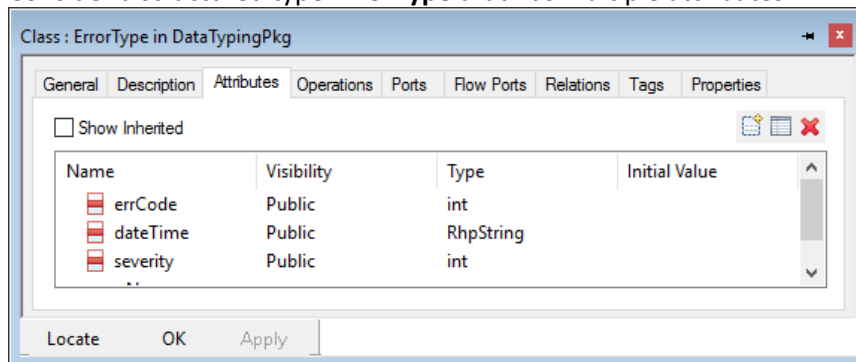 Class : ErrorType in DataTypingPkg
General Description Attributes Operations Ports Flow Ports Relations Tags Properties
Show Inherited
Name Visibility Type Initial Value
errCode Public int
dateTime Public RhpString
severity Public int
Locate OK Apply